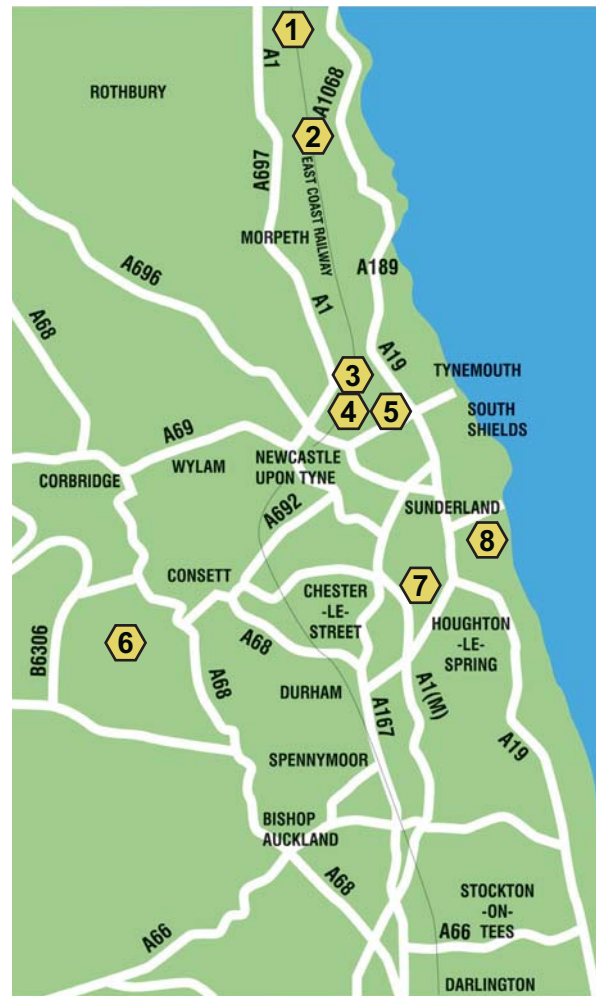 1
A1
A1068
ROTHBURY
2
EAST COAST RAILWAY
A697
MORPETH
A696
A189
A1
A68
3
A19
TYNEMOUTH
4
5
SOUTH
SHIELDS
A69
WYLAM
NEWCASTLE
UPON TYNE
CORBRIDGE
A692
SUNDERLAND
8
CONSETT
CHESTER
-LE-
STREET
7
HOUGHTON
-LE-
SPRING
6
B6306
A68
A68
DURHAM
A167
A1(M)
A19
SPENNYMOOR
BISHOP
AUCKLAND
A68
STOCKTON
-ON-
TEES
A66
A66
DARLINGTON